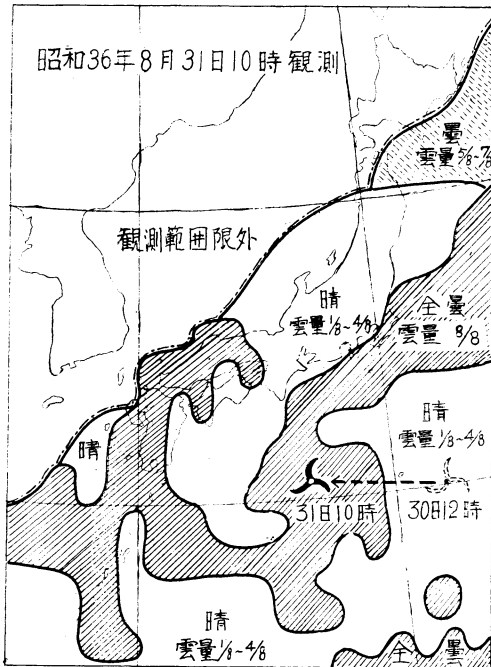 昭和36年8月31日10時観測
曇
雲量5/8~7/8
観測範囲限外
晴
雲量1/8~4/8
全曇
雲量8/8
晴
雲量1/8~4/8
晴
31日10時
30日12時
晴
雲量1/8~4/8
全曇